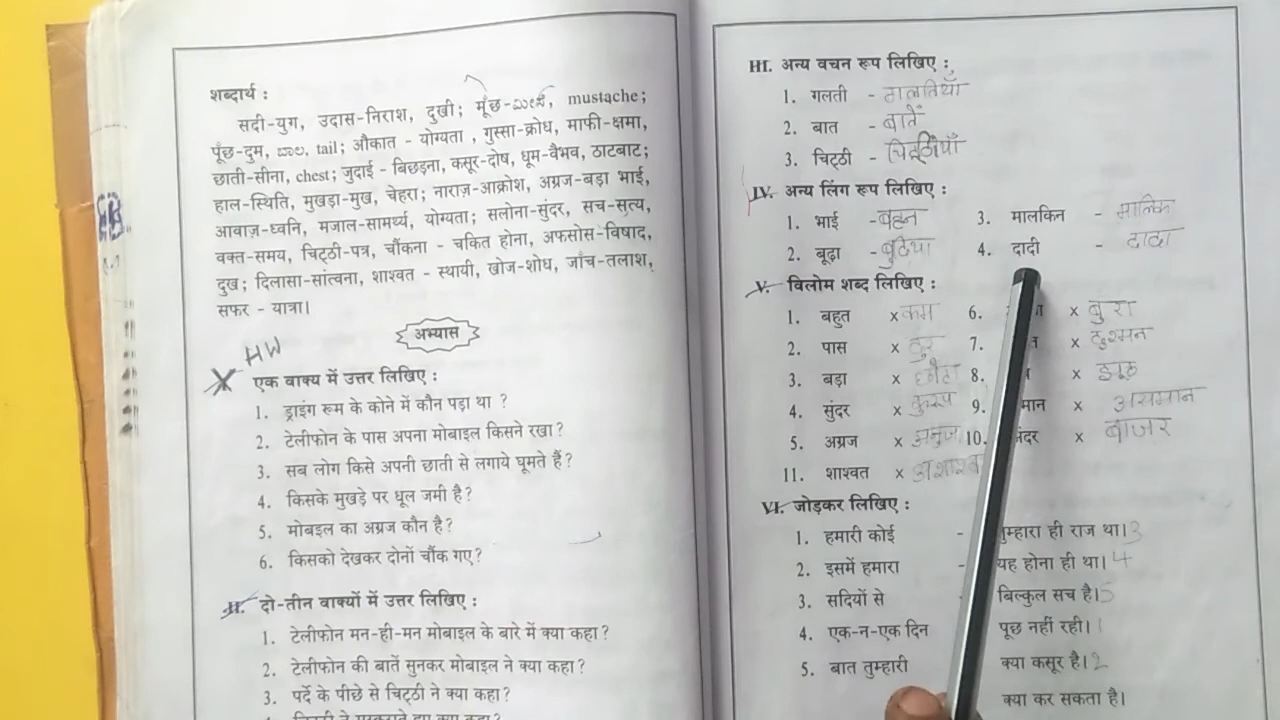 शब्दार्थ :
सदी-युग, उदास-निराश, दुखी; मूँछ-ಮೀಸೆ, mustache;
पूँछ-दुम, ಬಾಲ, tail; औकात - योग्यता , गुस्सा-क्रोध, माफी-क्षमा,
छाती-सीना, chest; जुदाई - बिछड़ना, कसूर-दोष, धूम-वैभव, ठाटबाट;
हाल-स्थिति, मुखड़ा-मुख, चेहरा; नाराज़-आक्रोश, अग्रज-बड़ा भाई,
आवाज़-ध्वनि, मजाल-सामर्थ्य, योग्यता; सलोना-सुंदर, सच-सत्य,
वक्त-समय, चिट्ठी-पत्र, चौंकना - चकित होना, अफसोस-विषाद,
दुख; दिलासा-सांत्वना, शाश्वत - स्थायी, खोज-शोध, जाँच-तलाश,
सफर - यात्रा।
अभ्यास
HW
एक वाक्य में उत्तर लिखिए :
1. ड्राइंग रूम के कोने में कौन पड़ा था ?
2. टेलीफोन के पास अपना मोबाइल किसने रखा?
3. सब लोग किसे अपनी छाती से लगाये घूमते हैं?
4. किसके मुखड़े पर धूल जमी है?
5. मोबइल का अग्रज कौन है?
6. किसको देखकर दोनों चौंक गए?
II. दो-तीन वाक्यों में उत्तर लिखिए :
1. टेलीफोन मन-ही-मन मोबाइल के बारे में क्या कहा?
2. टेलीफोन की बातें सुनकर मोबाइल ने क्या कहा?
3. पर्दे के पीछे से चिट्ठी ने क्या कहा?
III. अन्य वचन रूप लिखिए :
1. गलती - गलतियाँ
2. बात - बातें
3. चिट्ठी - चिट्ठियाँ
IV. अन्य लिंग रूप लिखिए :
1. भाई - बहन 3. मालकिन - मालिक
2. बूढ़ा - बुढिया 4. दादी - दादा
V. विलोम शब्द लिखिए :
1. बहुत x कम 6. x बुरा
2. पास x दूर 7. x दुश्मन
3. बड़ा x छोटा 8. x झूठ
4. सुंदर x कुरूप 9. मान x असमान
5. अग्रज x अनुज 10. x बाजर
11. शाश्वत x अशाश्वत
VI. जोड़कर लिखिए :
1. हमारी कोई - तुम्हारा ही राज था। 3
2. इसमें हमारा - यह होना ही था। 4
3. सदियों से बिल्कुल सच है। 5
4. एक-न-एक दिन पूछ नहीं रही। 1
5. बात तुम्हारी क्या कसूर है। 2
क्या कर सकता है।